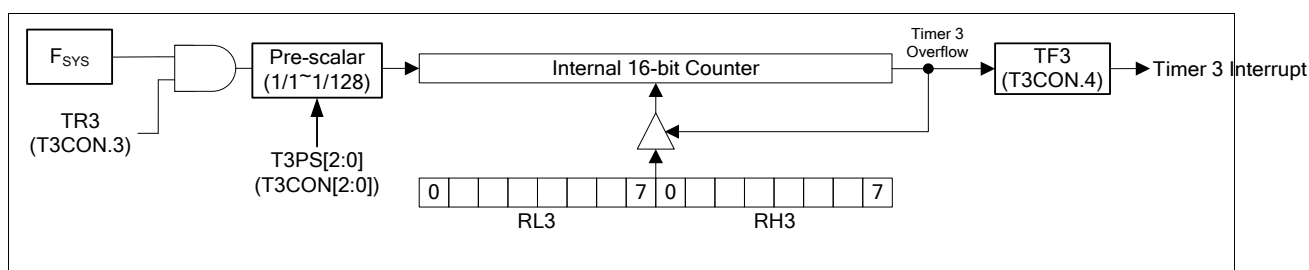 F_SYS
TR3
(T3CON.3)
Pre-scalar
(1/1~1/128)
T3PS[2:0]
(T3CON[2:0])
Internal 16-bit Counter
0 7 0 7
RL3 RH3
Timer 3
Overflow
TF3
(T3CON.4)
Timer 3 Interrupt